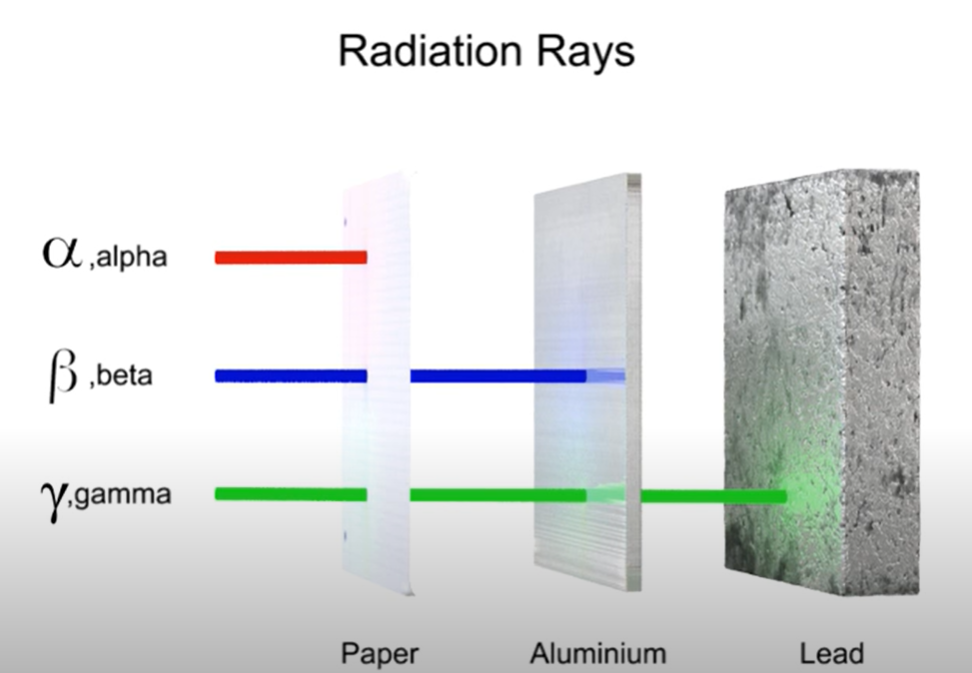 Radiation Rays
α ,alpha
β ,beta
γ,gamma
Paper Aluminium Lead